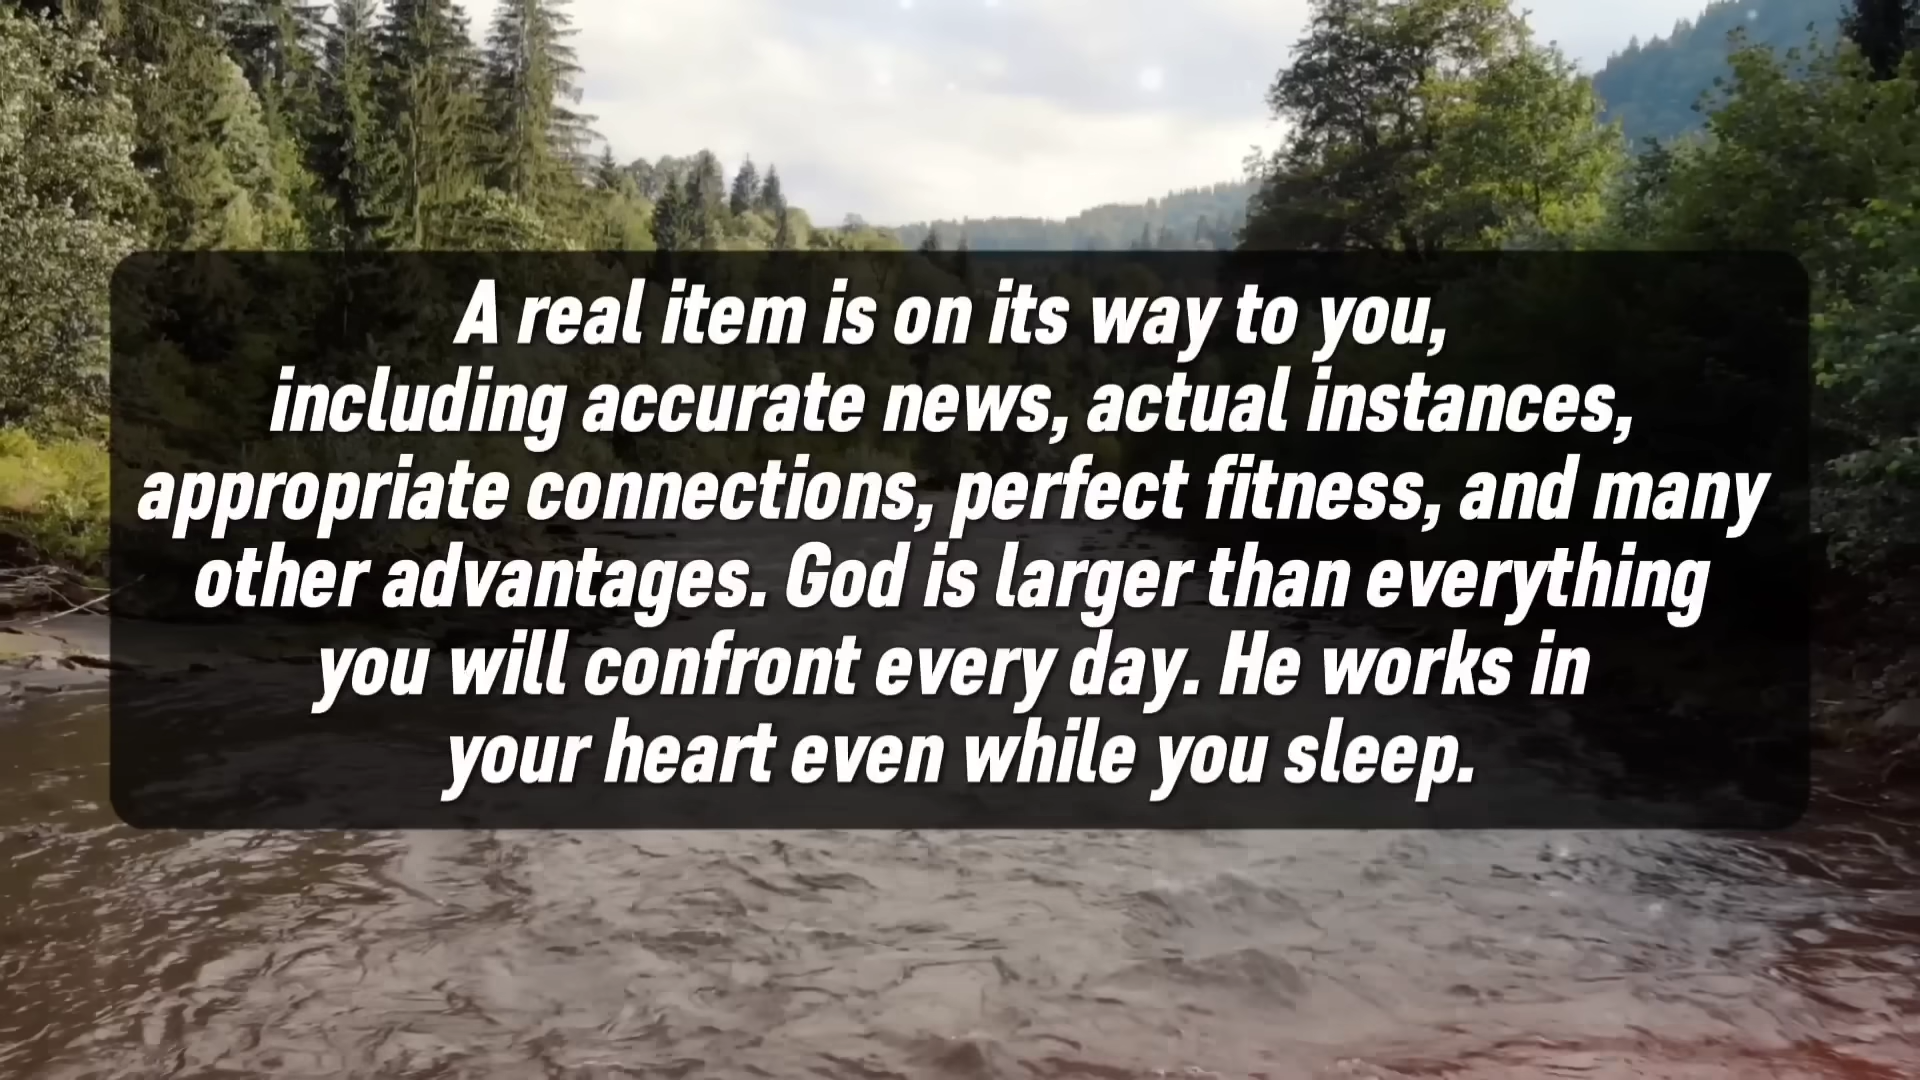 A real item is on its way to you,
including accurate news, actual instances,
appropriate connections, perfect fitness, and many
other advantages. God is larger than everything
you will confront every day. He works in
your heart even while you sleep.